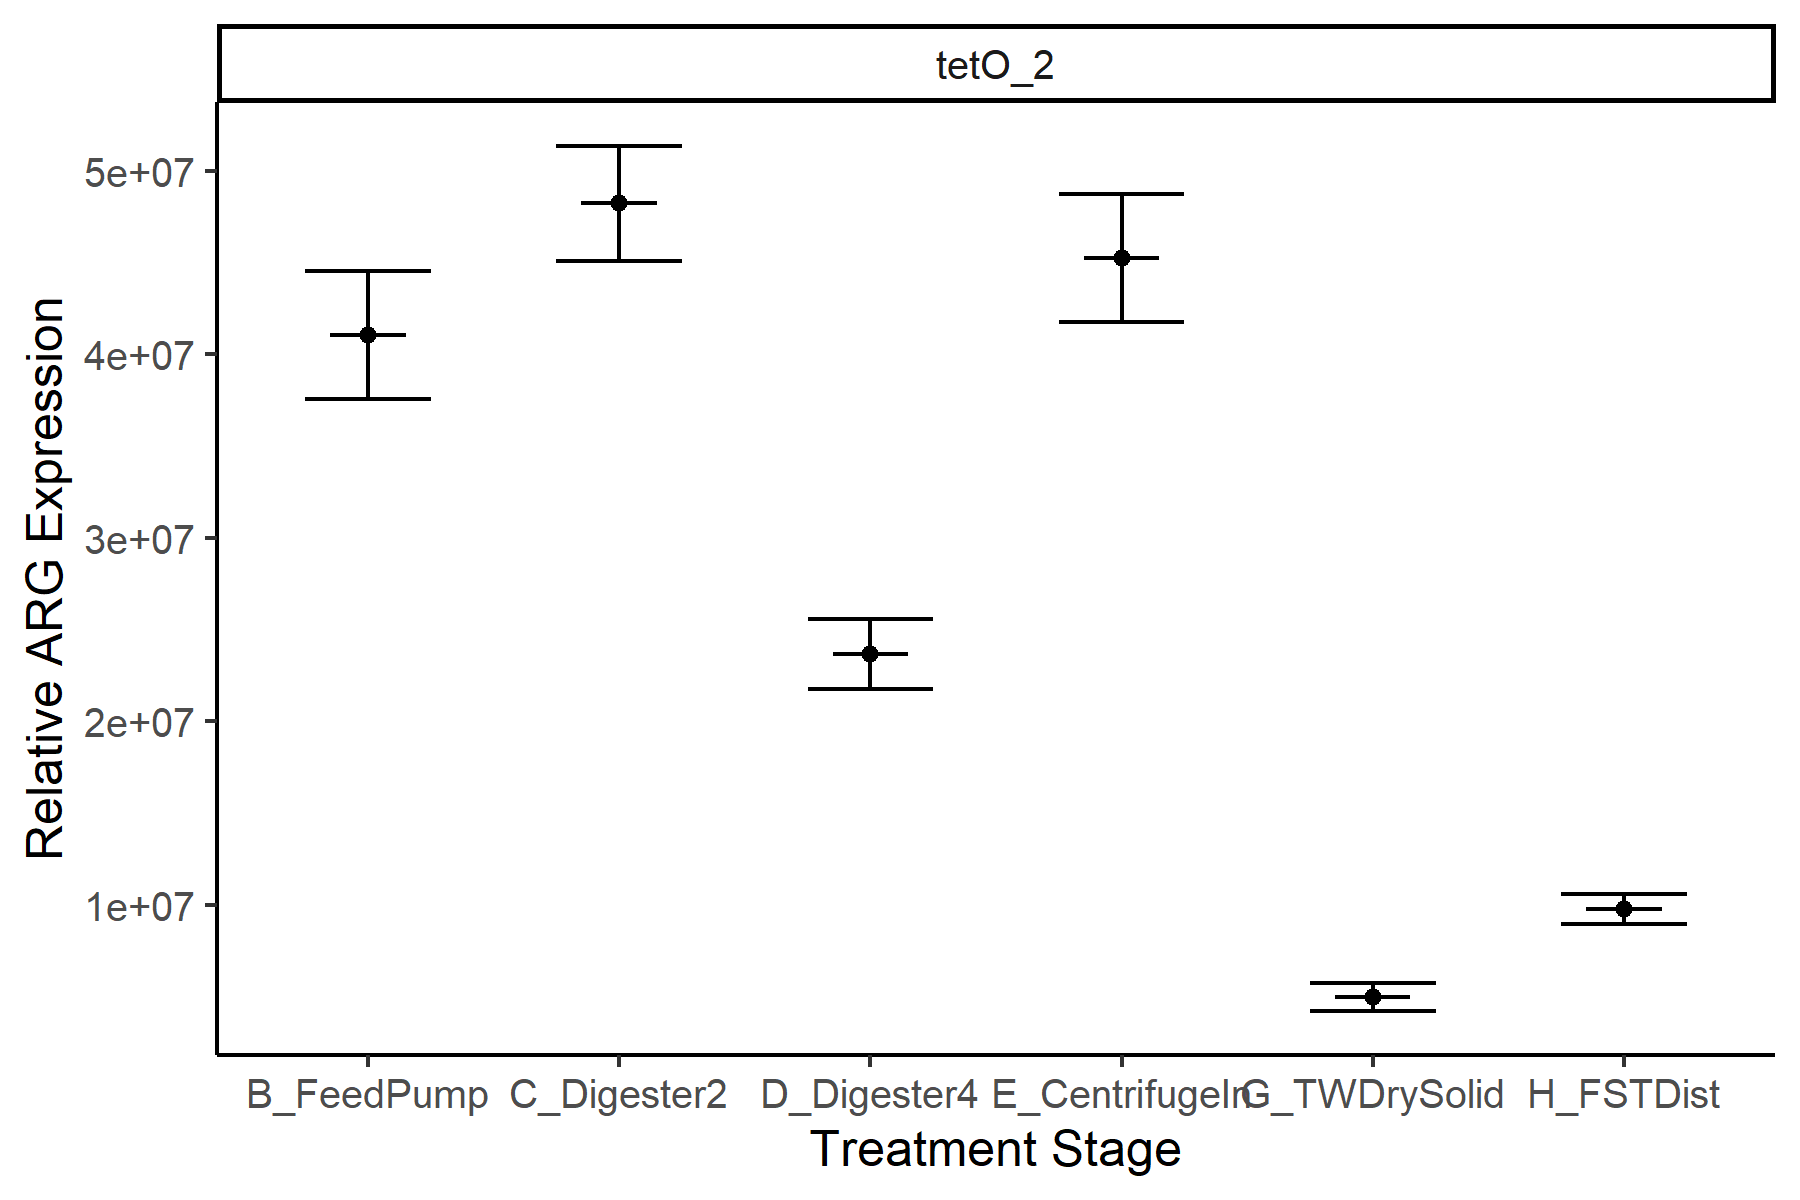 tetO_2
Relative ARG Expression
5e+07
4e+07
3e+07
2e+07
1e+07
B_FeedPump C_Digester2 D_Digester4 E_CentrifugeIn G_TWDrySolid H_FSTDist
Treatment Stage